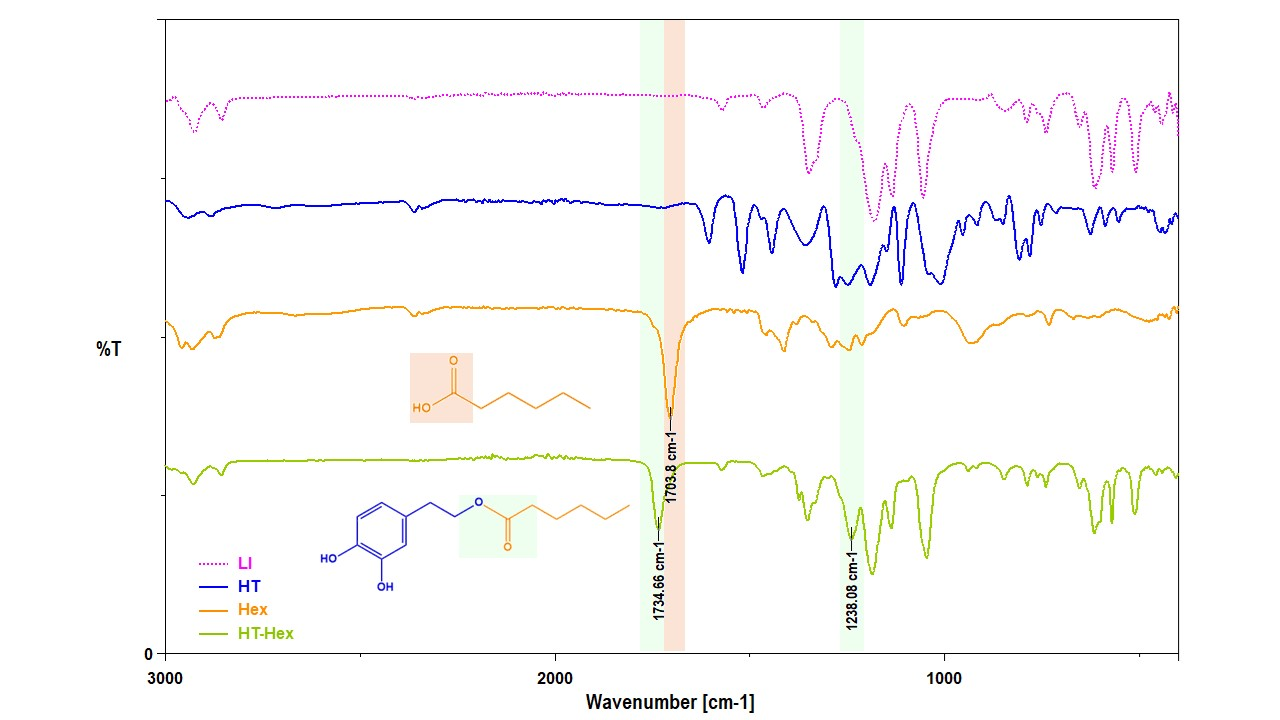 %T
O
HO
1703.8 cm-1
O
O
HO
OH
1734.66 cm-1
1238.08 cm-1
LI
HT
Hex
HT-Hex
0
3000 2000 1000
Wavenumber [cm-1]